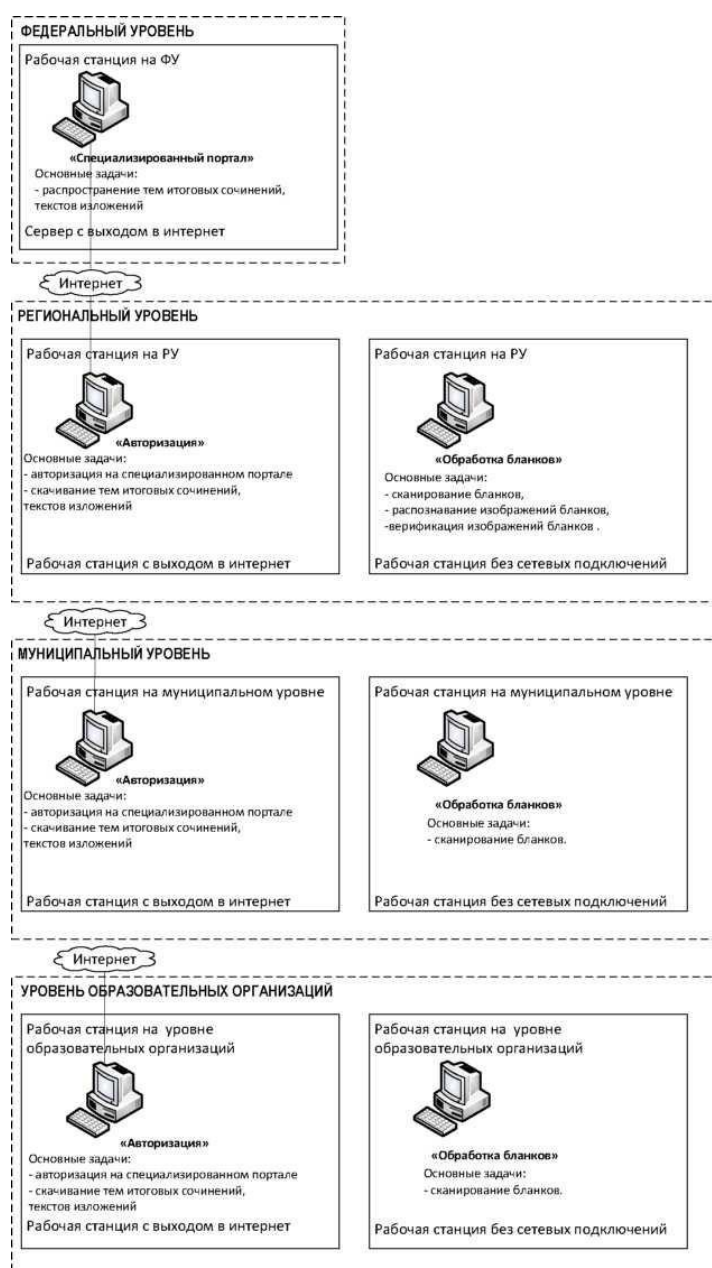 ФЕДЕРАЛЬНЫЙ УРОВЕНЬ
Рабочая станция на ФУ
«Специализированный портал»
Основные задачи:
- распространение тем итоговых сочинений,
текстов изложений
Сервер с выходом в интернет
Интернет
РЕГИОНАЛЬНЫЙ УРОВЕНЬ
Рабочая станция на РУ
«Авторизация»
Основные задачи:
- авторизация на специализированном портале
- скачивание тем итоговых сочинений,
текстов изложений
Рабочая станция с выходом в интернет
Рабочая станция на РУ
«Обработка бланков»
Основные задачи:
- сканирование бланков,
- распознавание изображений бланков,
-верификация изображений бланков .
Рабочая станция без сетевых подключений
Интернет
МУНИЦИПАЛЬНЫЙ УРОВЕНЬ
Рабочая станция на муниципальном уровне
«Авторизация»
Основные задачи:
- авторизация на специализированном портале
- скачивание тем итоговых сочинений,
текстов изложений
Рабочая станция с выходом в интернет
Рабочая станция на муниципальном уровне
«Обработка бланков»
Основные задачи:
- сканирование бланков.
Рабочая станция без сетевых подключений
Интернет
УРОВЕНЬ ОБРАЗОВАТЕЛЬНЫХ ОРГАНИЗАЦИЙ
Рабочая станция на уровне
образовательных организаций
«Авторизация»
Основные задачи:
- авторизация на специализированном портале
- скачивание тем итоговых сочинений,
текстов изложений
Рабочая станция с выходом в интернет
Рабочая станция на уровне
образовательных организаций
«Обработка бланков»
Основные задачи:
- сканирование бланков.
Рабочая станция без сетевых подключений